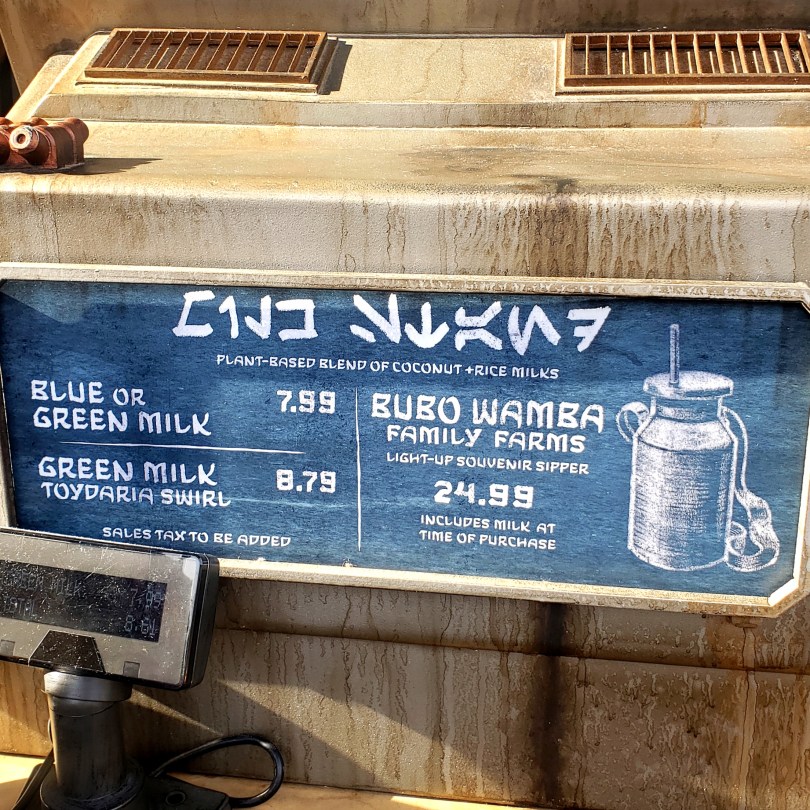 PLANT-BASED BLEND OF COCONUT + RICE MILKS
BLUE OR
GREEN MILK
7.99
GREEN MILK
TOYDARIA SWIRL
8.79
SALES TAX TO BE ADDED
BUBO WAMBA
FAMILY FARMS
LIGHT-UP SOUVENIR SIPPER
24.99
INCLUDES MILK AT
TIME OF PURCHASE